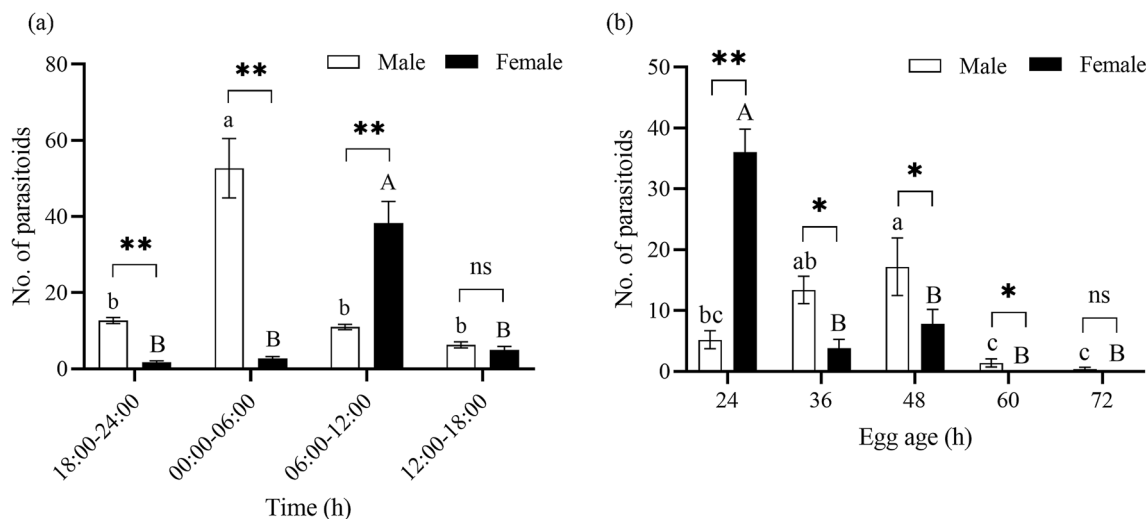 (a)
Male Female
No. of parasitoids
80
60
40
20
0
** ** ** ns
b B a B b A b B
18:00-24:00 00:00-06:00 06:00-12:00 12:00-18:00
Time (h)
(b)
Male Female
No. of parasitoids
50
40
30
20
10
0
** * * * ns
bc A ab B a B c B c B
24 36 48 60 72
Egg age (h)